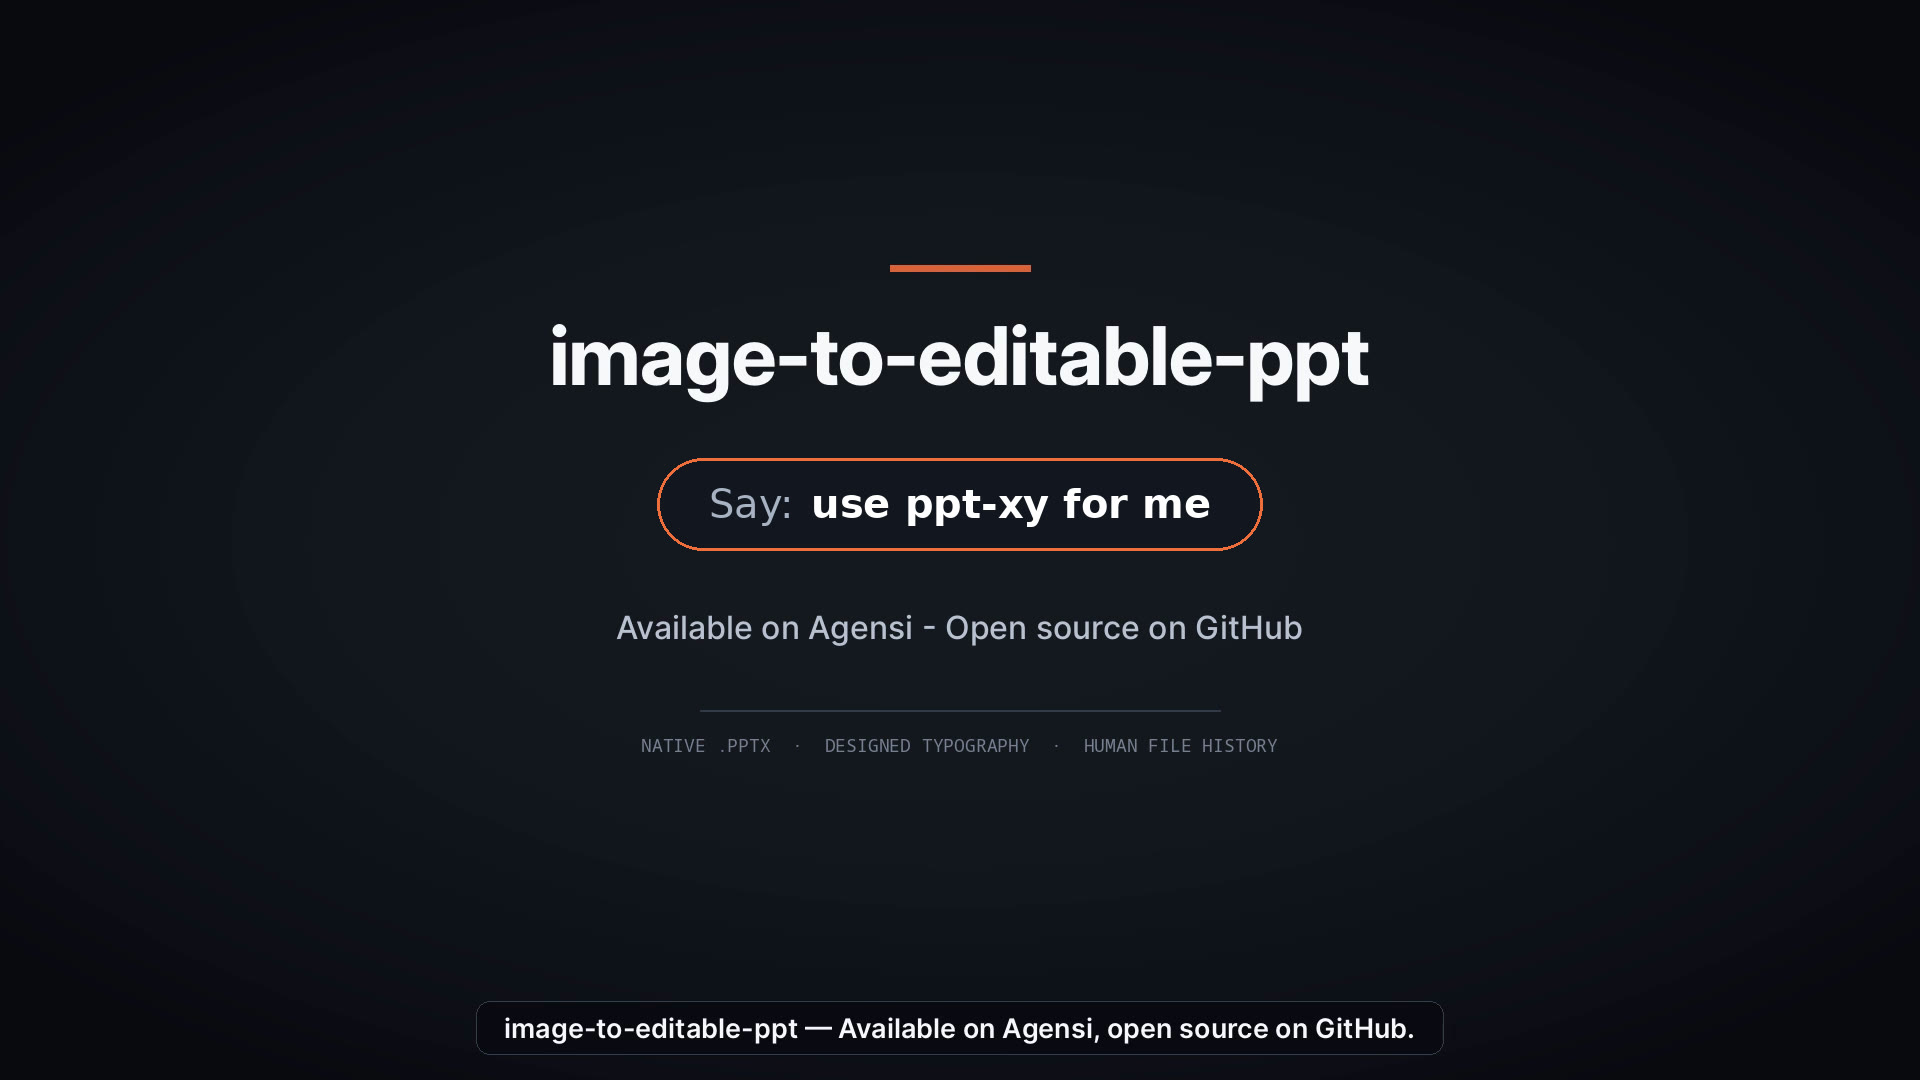 image-to-editable-ppt
Say: use ppt-xy for me
Available on Agensi - Open source on GitHub
NATIVE .PPTX · DESIGNED TYPOGRAPHY · HUMAN FILE HISTORY
image-to-editable-ppt — Available on Agensi, open source on GitHub.